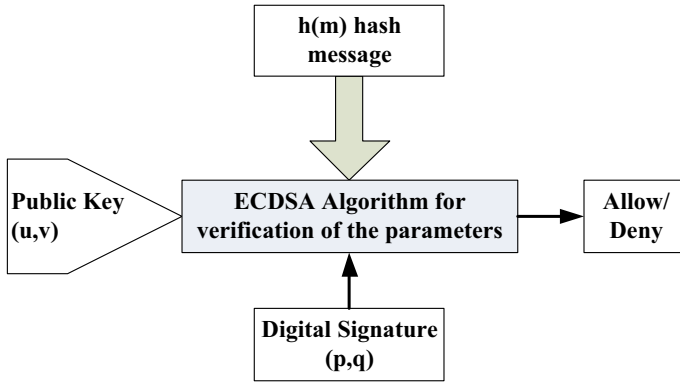 h(m) hash
message
Public Key
(u,v)
ECDSA Algorithm for
verification of the parameters
Allow/
Deny
Digital Signature
(p,q)